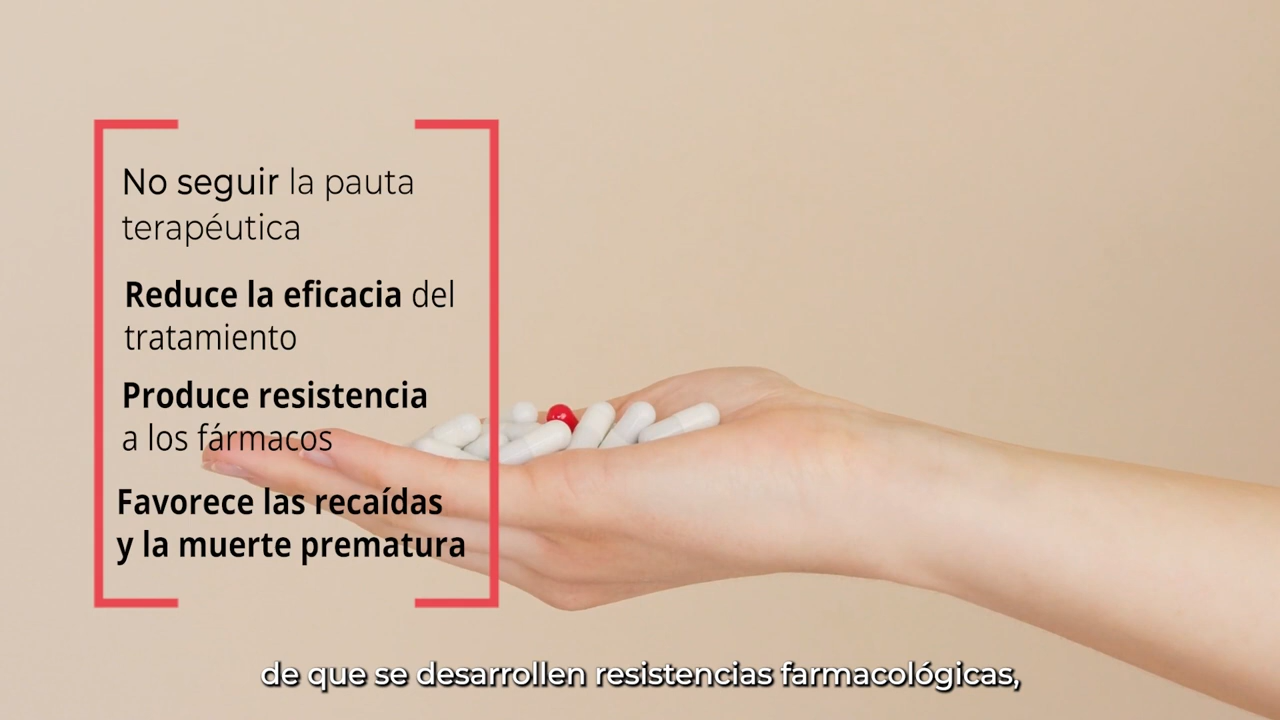 No seguir la pauta
terapéutica
Reduce la eficacia del
tratamiento
Produce resistencia
a los fármacos
Favorece las recaídas
y la muerte prematura
de que se desarrollen resistencias farmacológicas,